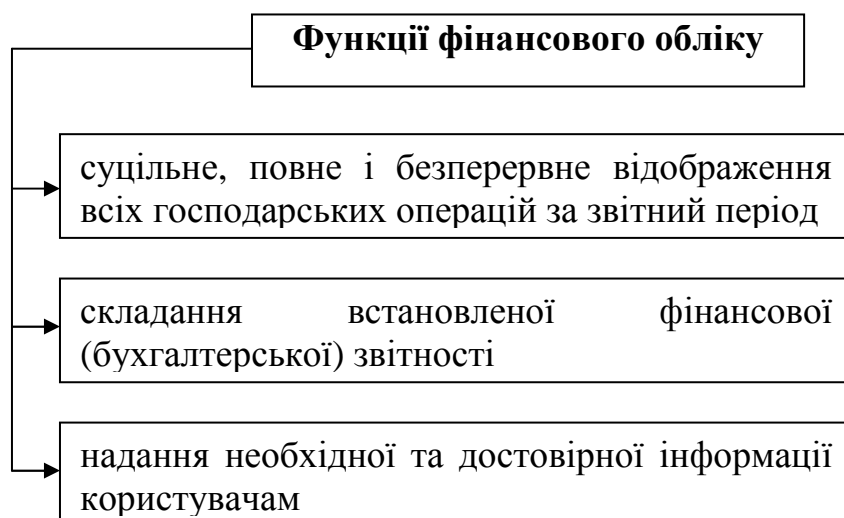 Функції фінансового обліку
суцільне, повне і безперервне відображення
всіх господарських операцій за звітний період
складання встановленої фінансової
(бухгалтерської) звітності
надання необхідної та достовірної інформації
користувачам